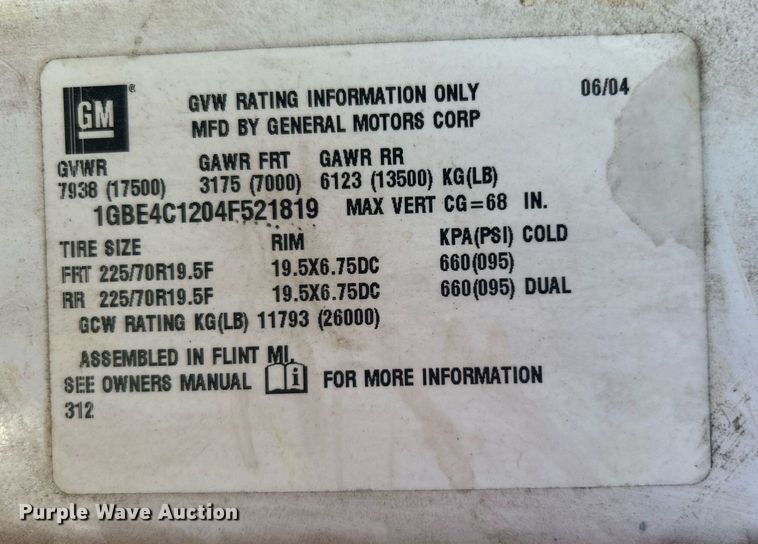 GM ® GVW RATING INFORMATION ONLY 06/04
MFD BY GENERAL MOTORS CORP
GVWR GAWR FRT GAWR RR
7938 (17500) 3175 (7000) 6123 (13500) KG(LB)
1GBE4C1204F521819 MAX VERT CG=68 IN.
TIRE SIZE RIM KPA(PSI) COLD
FRT 225/70R19.5F 19.5X6.75DC 660(095)
RR 225/70R19.5F 19.5X6.75DC 660(095) DUAL
GCW RATING KG(LB) 11793 (26000)
ASSEMBLED IN FLINT MI.
SEE OWNERS MANUAL i FOR MORE INFORMATION
312
Purple Wave Auction